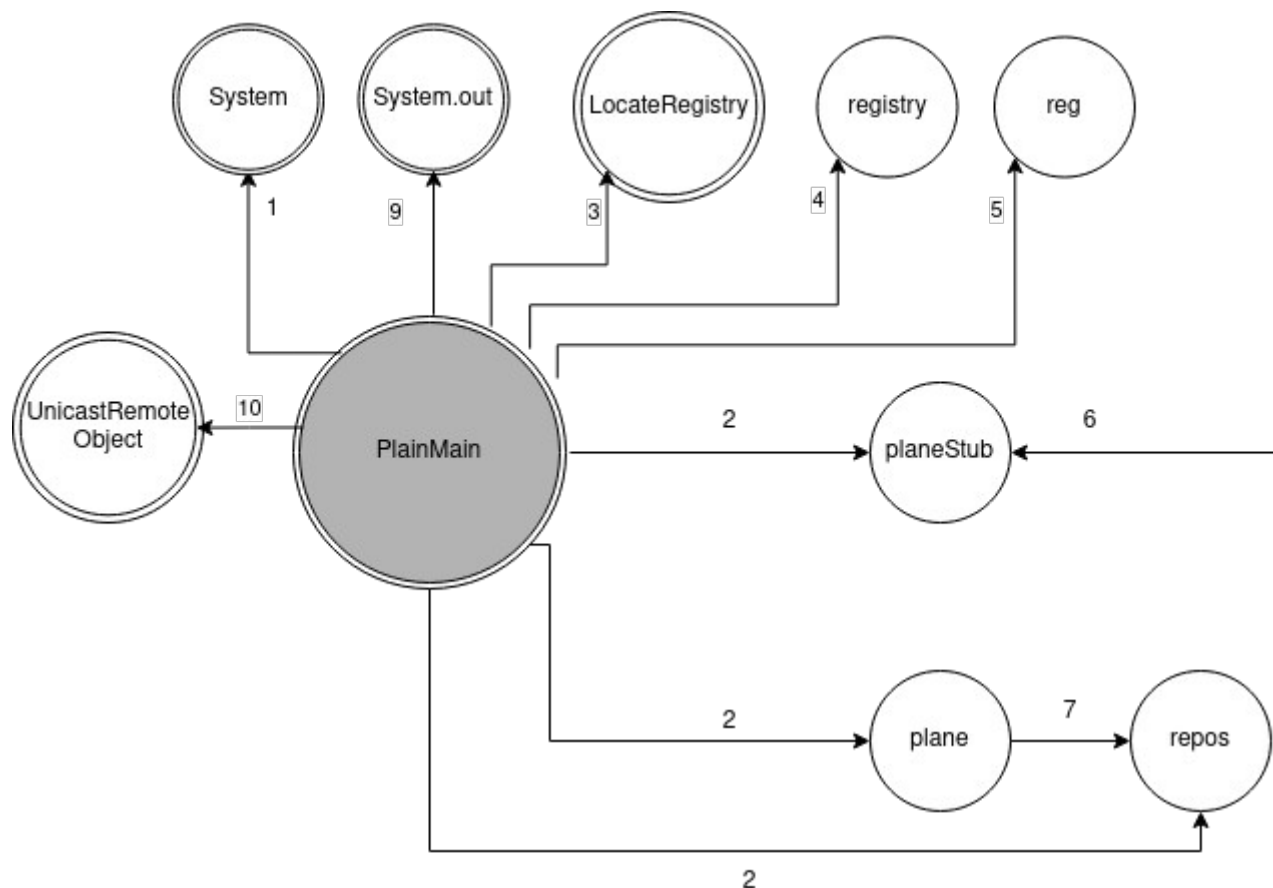 System
System.out
LocateRegistry
registry
reg
1
9
3
4
5
UnicastRemote
Object
10
PlainMain
2
planeStub
6
2
plane
7
repos
2